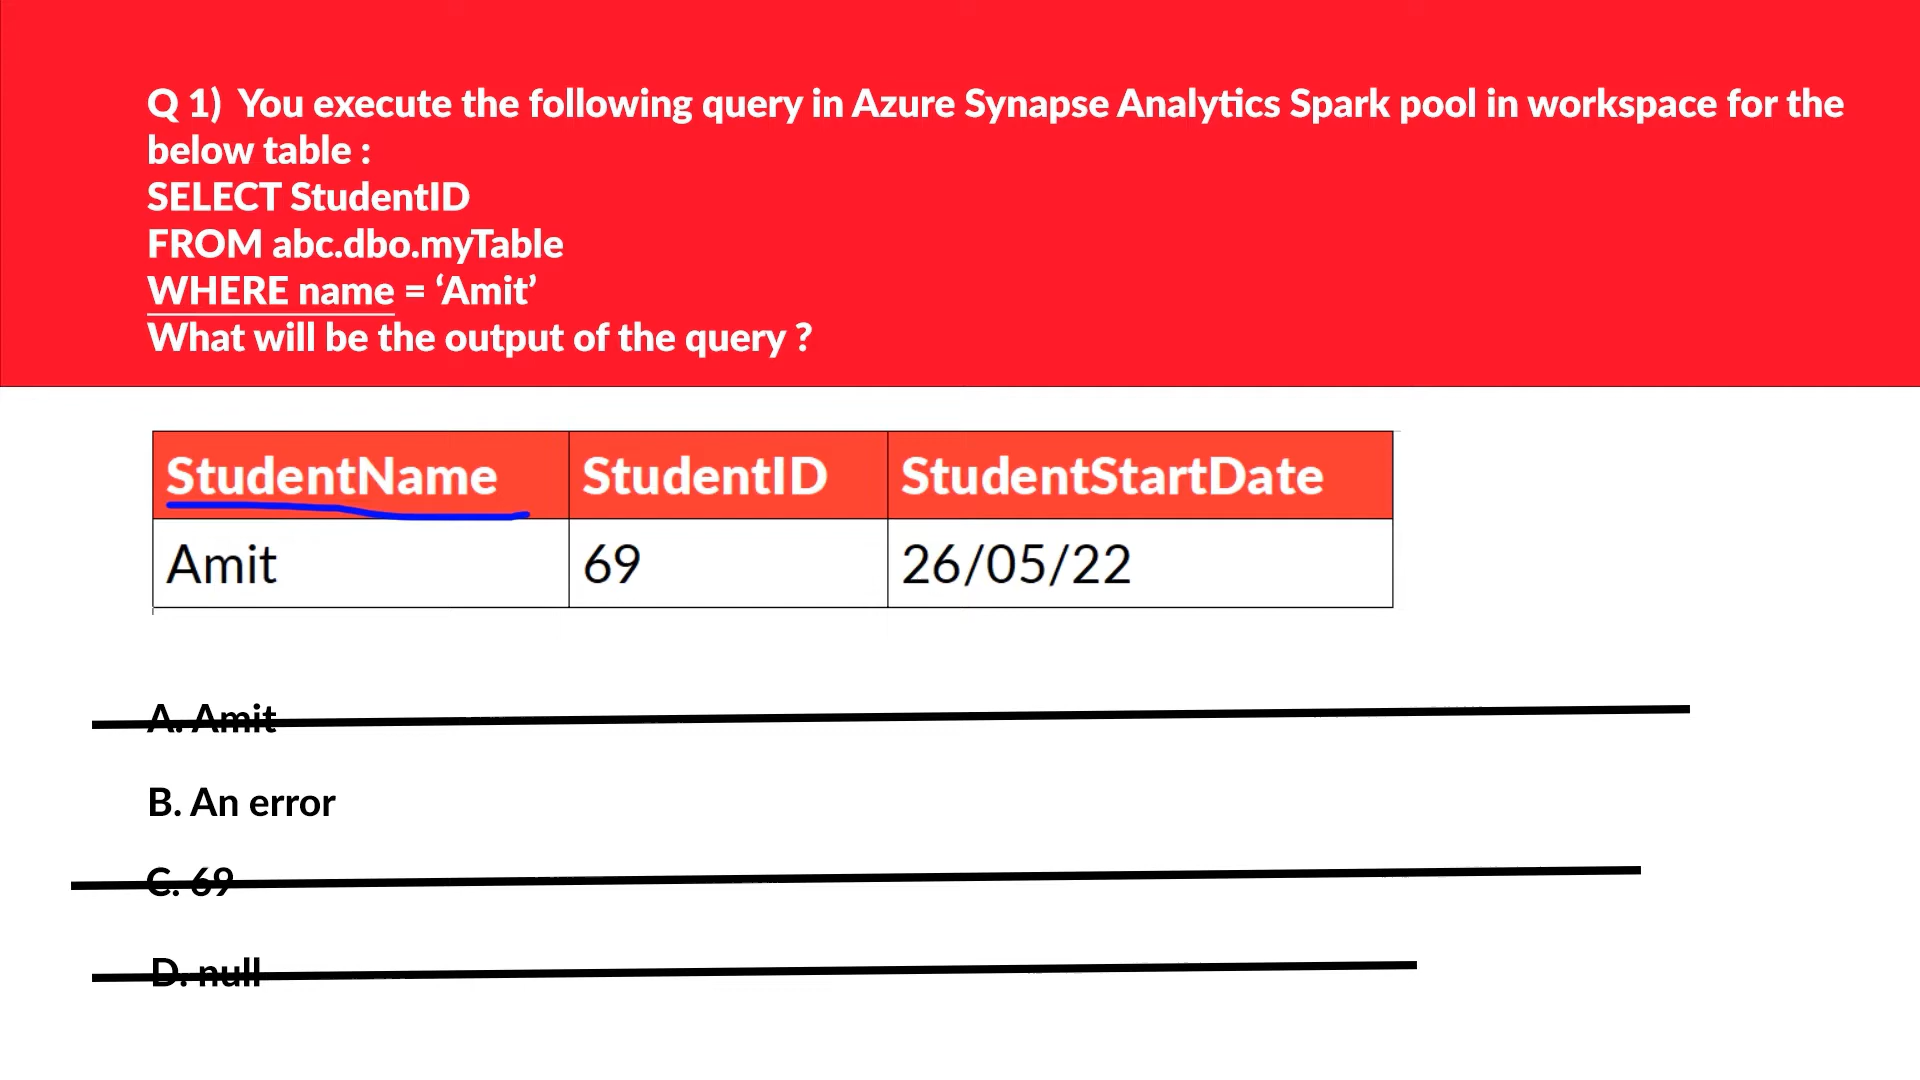 Q 1)  You execute the following query in Azure Synapse Analytics Spark pool in workspace for the
below table :
SELECT StudentID
FROM abc.dbo.myTable
WHERE name = ‘Amit’
What will be the output of the query ?
StudentName StudentID StudentStartDate
Amit 69 26/05/22
A. Amit
B. An error
C. 69
D. null